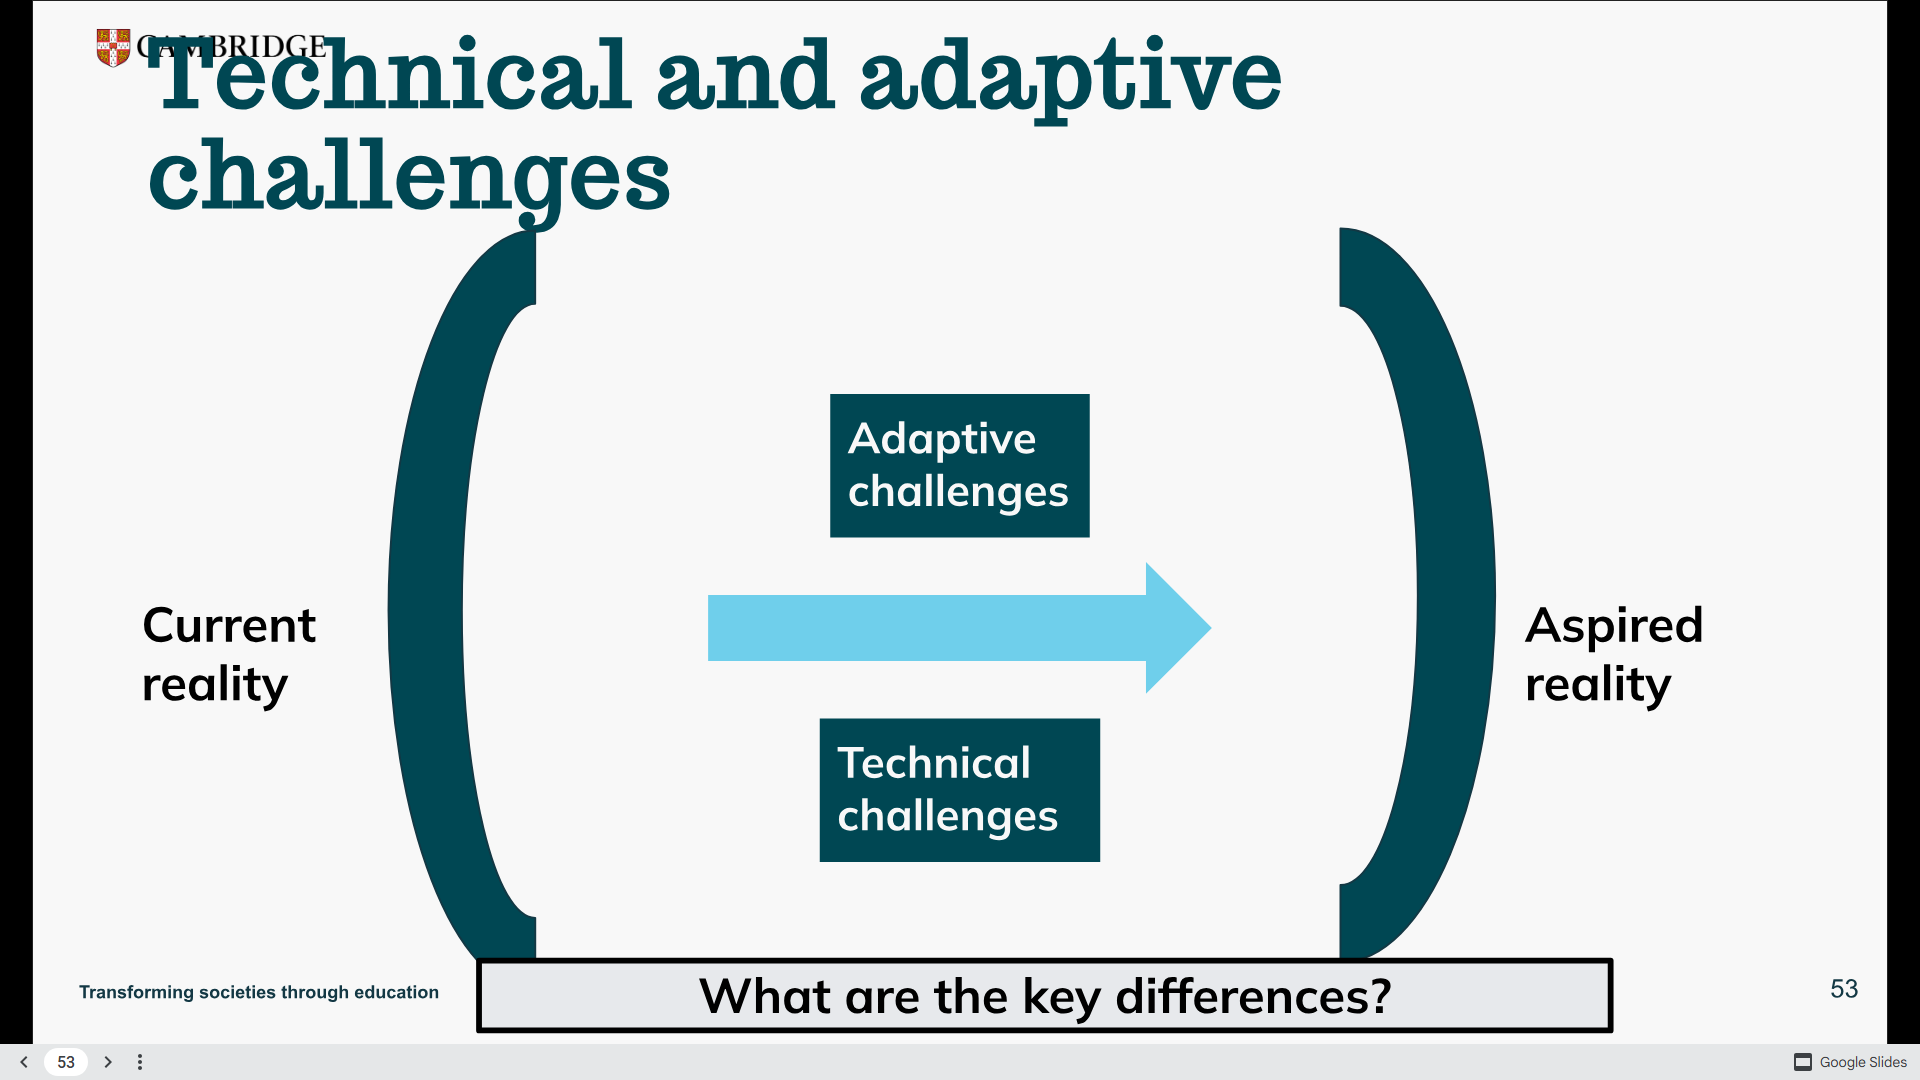 CAMBRIDGE
Technical and adaptive
challenges
Adaptive
challenges
Current
reality
Aspired
reality
Technical
challenges
Transforming societies through education
What are the key differences?
53
53
Google Slides